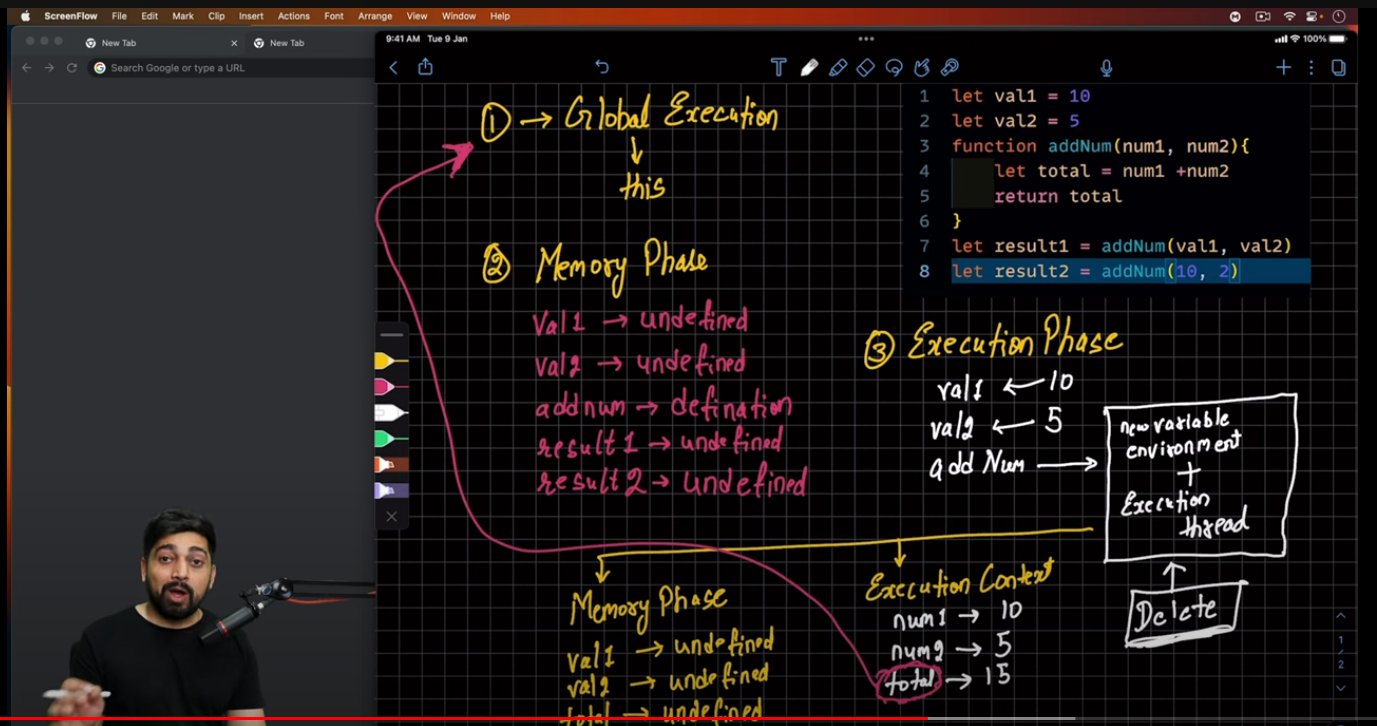 ScreenFlow File Edit Mark Clip Insert Actions Font Arrange View Window Help
New Tab
New Tab
Search Google or type a URL
9:41 AM Tue 9 Jan
100%
① → Global Execution
↓
this
② Memory Phase
val1 → undefined
val2 → undefined
addnum → defination
result1 → undefined
result2 → undefined
1 let val1 = 10
2 let val2 = 5
3 function addNum(num1, num2){
4 let total = num1 +num2
5 return total
6 }
7 let result1 = addNum(val1, val2)
8 let result2 = addNum(10, 2)
③ Execution Phase
val1 ← 10
val2 ← 5
addNum →
new variable
environment
+
Execution
thread
Delete
Memory Phase
val1 → undefined
val2 → undefined
total → undefined
Execution Context
num1 → 10
num2 → 5
total → 15
1
2